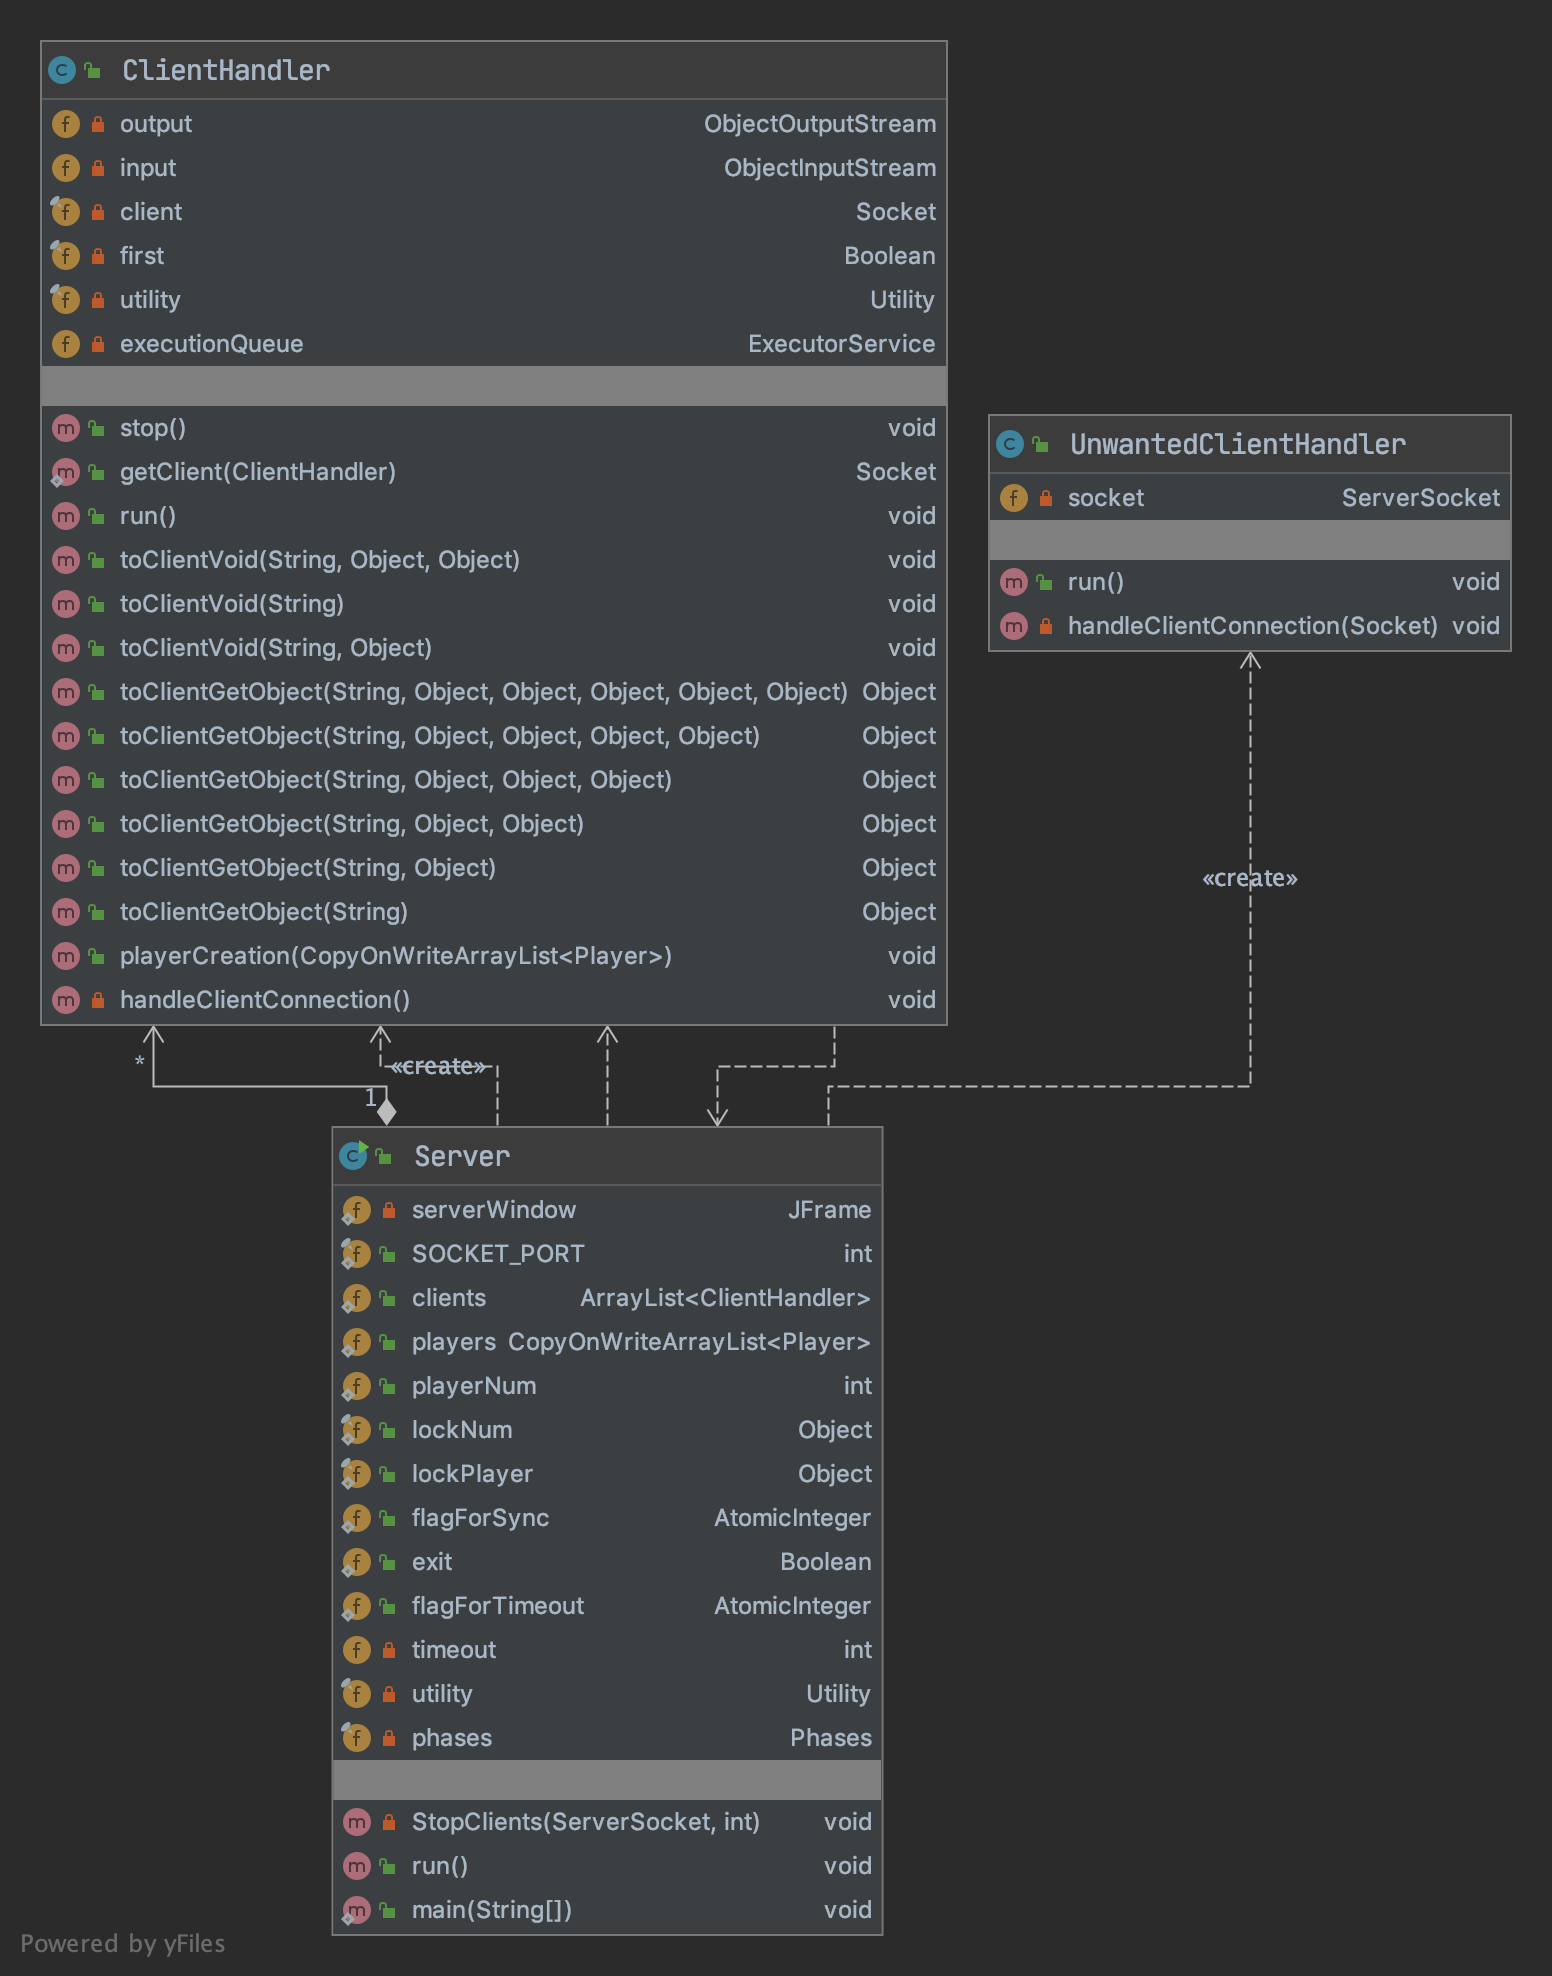 ClientHandler
output ObjectOutputStream
input ObjectInputStream
client Socket
first Boolean
utility Utility
executionQueue ExecutorService
stop() void
getClient(ClientHandler) Socket
run() void
toClientVoid(String, Object, Object) void
toClientVoid(String) void
toClientVoid(String, Object) void
toClientGetObject(String, Object, Object, Object, Object, Object) Object
toClientGetObject(String, Object, Object, Object, Object) Object
toClientGetObject(String, Object, Object, Object) Object
toClientGetObject(String, Object, Object) Object
toClientGetObject(String, Object) Object
toClientGetObject(String) Object
playerCreation(CopyOnWriteArrayList<Player>) void
handleClientConnection() void
UnwantedClientHandler
socket ServerSocket
run() void
handleClientConnection(Socket) void
«create»
*
«create»
1
Server
serverWindow JFrame
SOCKET_PORT int
clients ArrayList<ClientHandler>
players CopyOnWriteArrayList<Player>
playerNum int
lockNum Object
lockPlayer Object
flagForSync AtomicInteger
exit Boolean
flagForTimeout AtomicInteger
timeout int
utility Utility
phases Phases
StopClients(ServerSocket, int) void
run() void
main(String[]) void
Powered by yFiles